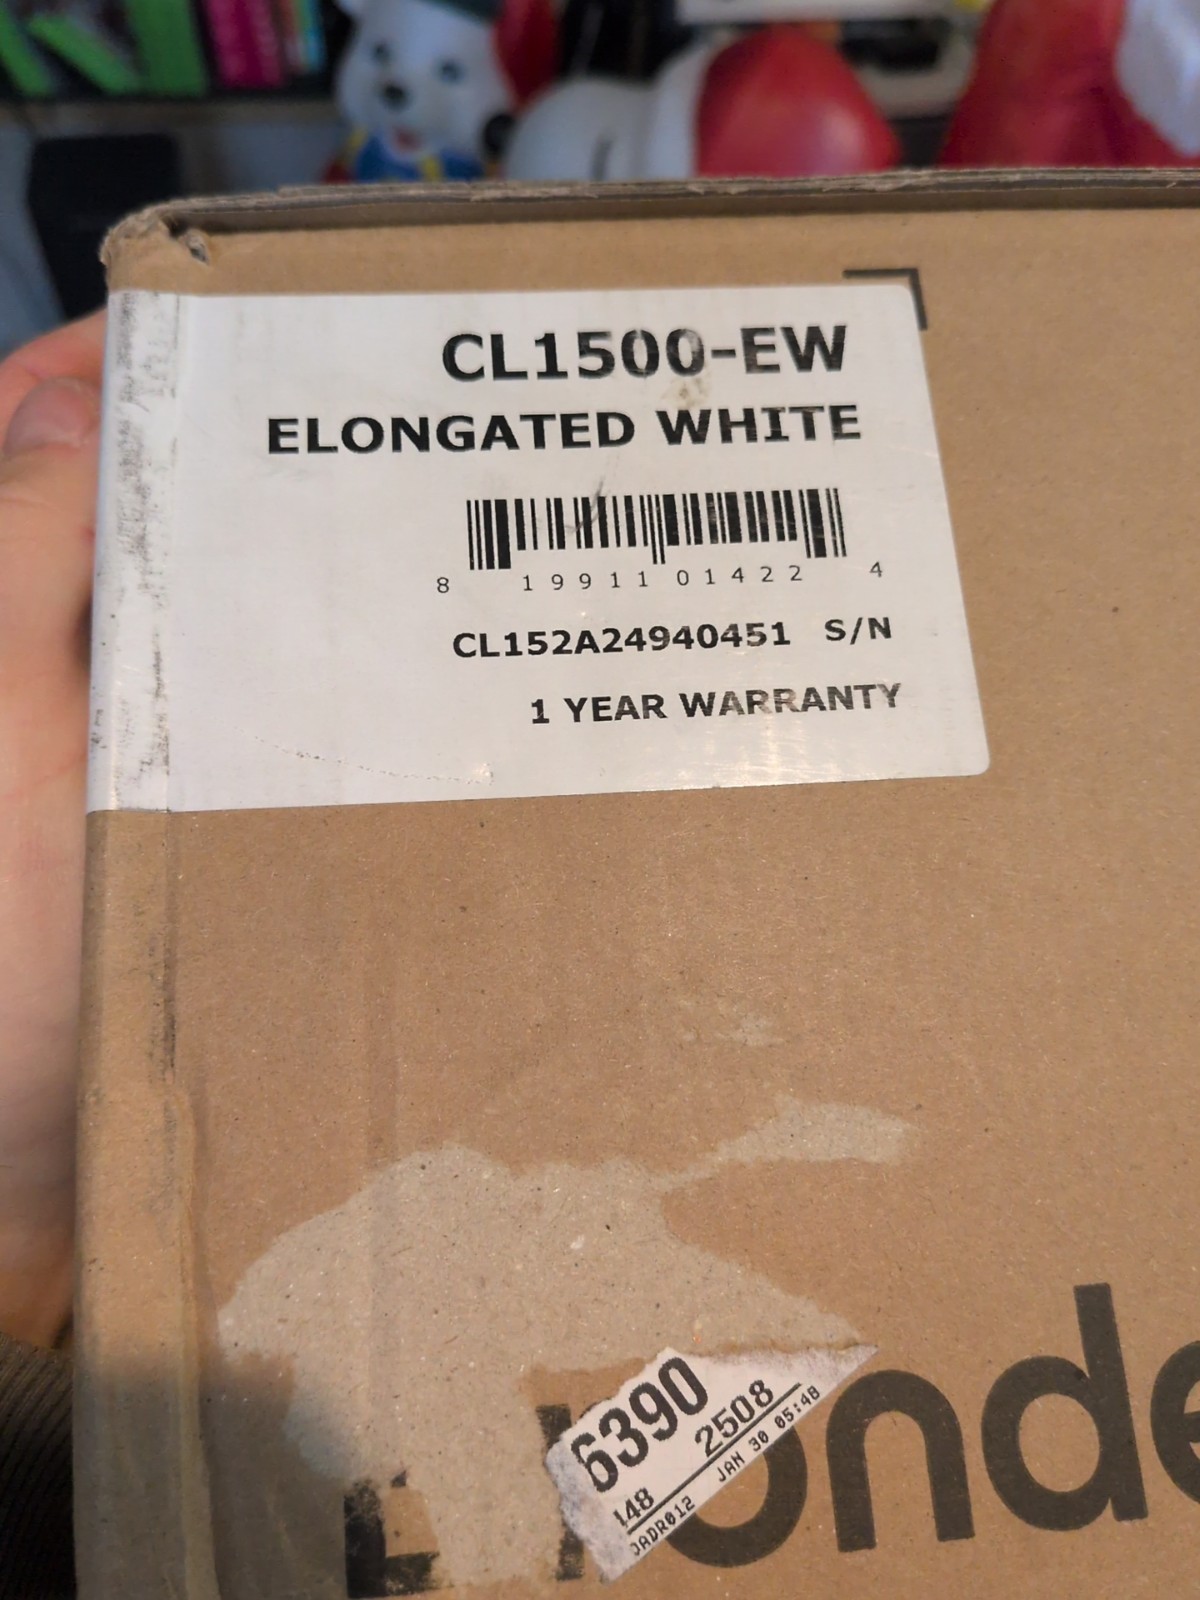 CL1500-EW
ELONGATED WHITE
8 19911 01422 4
CL152A24940451 S/N
1 YEAR WARRANTY
6390
2508
148
JAN 30 05:48
JADR012
onde